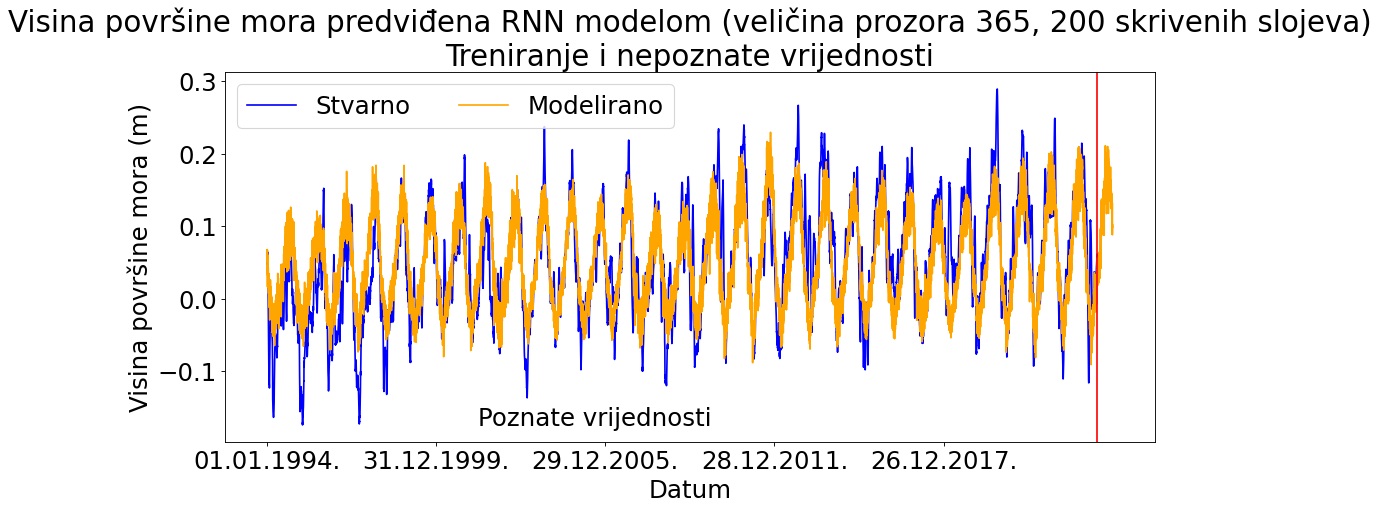 Visina površine mora predviđena RNN modelom (veličina prozora 365, 200 skrivenih slojeva)
Treniranje i nepoznate vrijednosti
Stvarno
Modelirano
Visina površine mora (m)
0.3
0.2
0.1
0.0
−0.1
Poznate vrijednosti
01.01.1994.
31.12.1999.
29.12.2005.
28.12.2011.
26.12.2017.
Datum